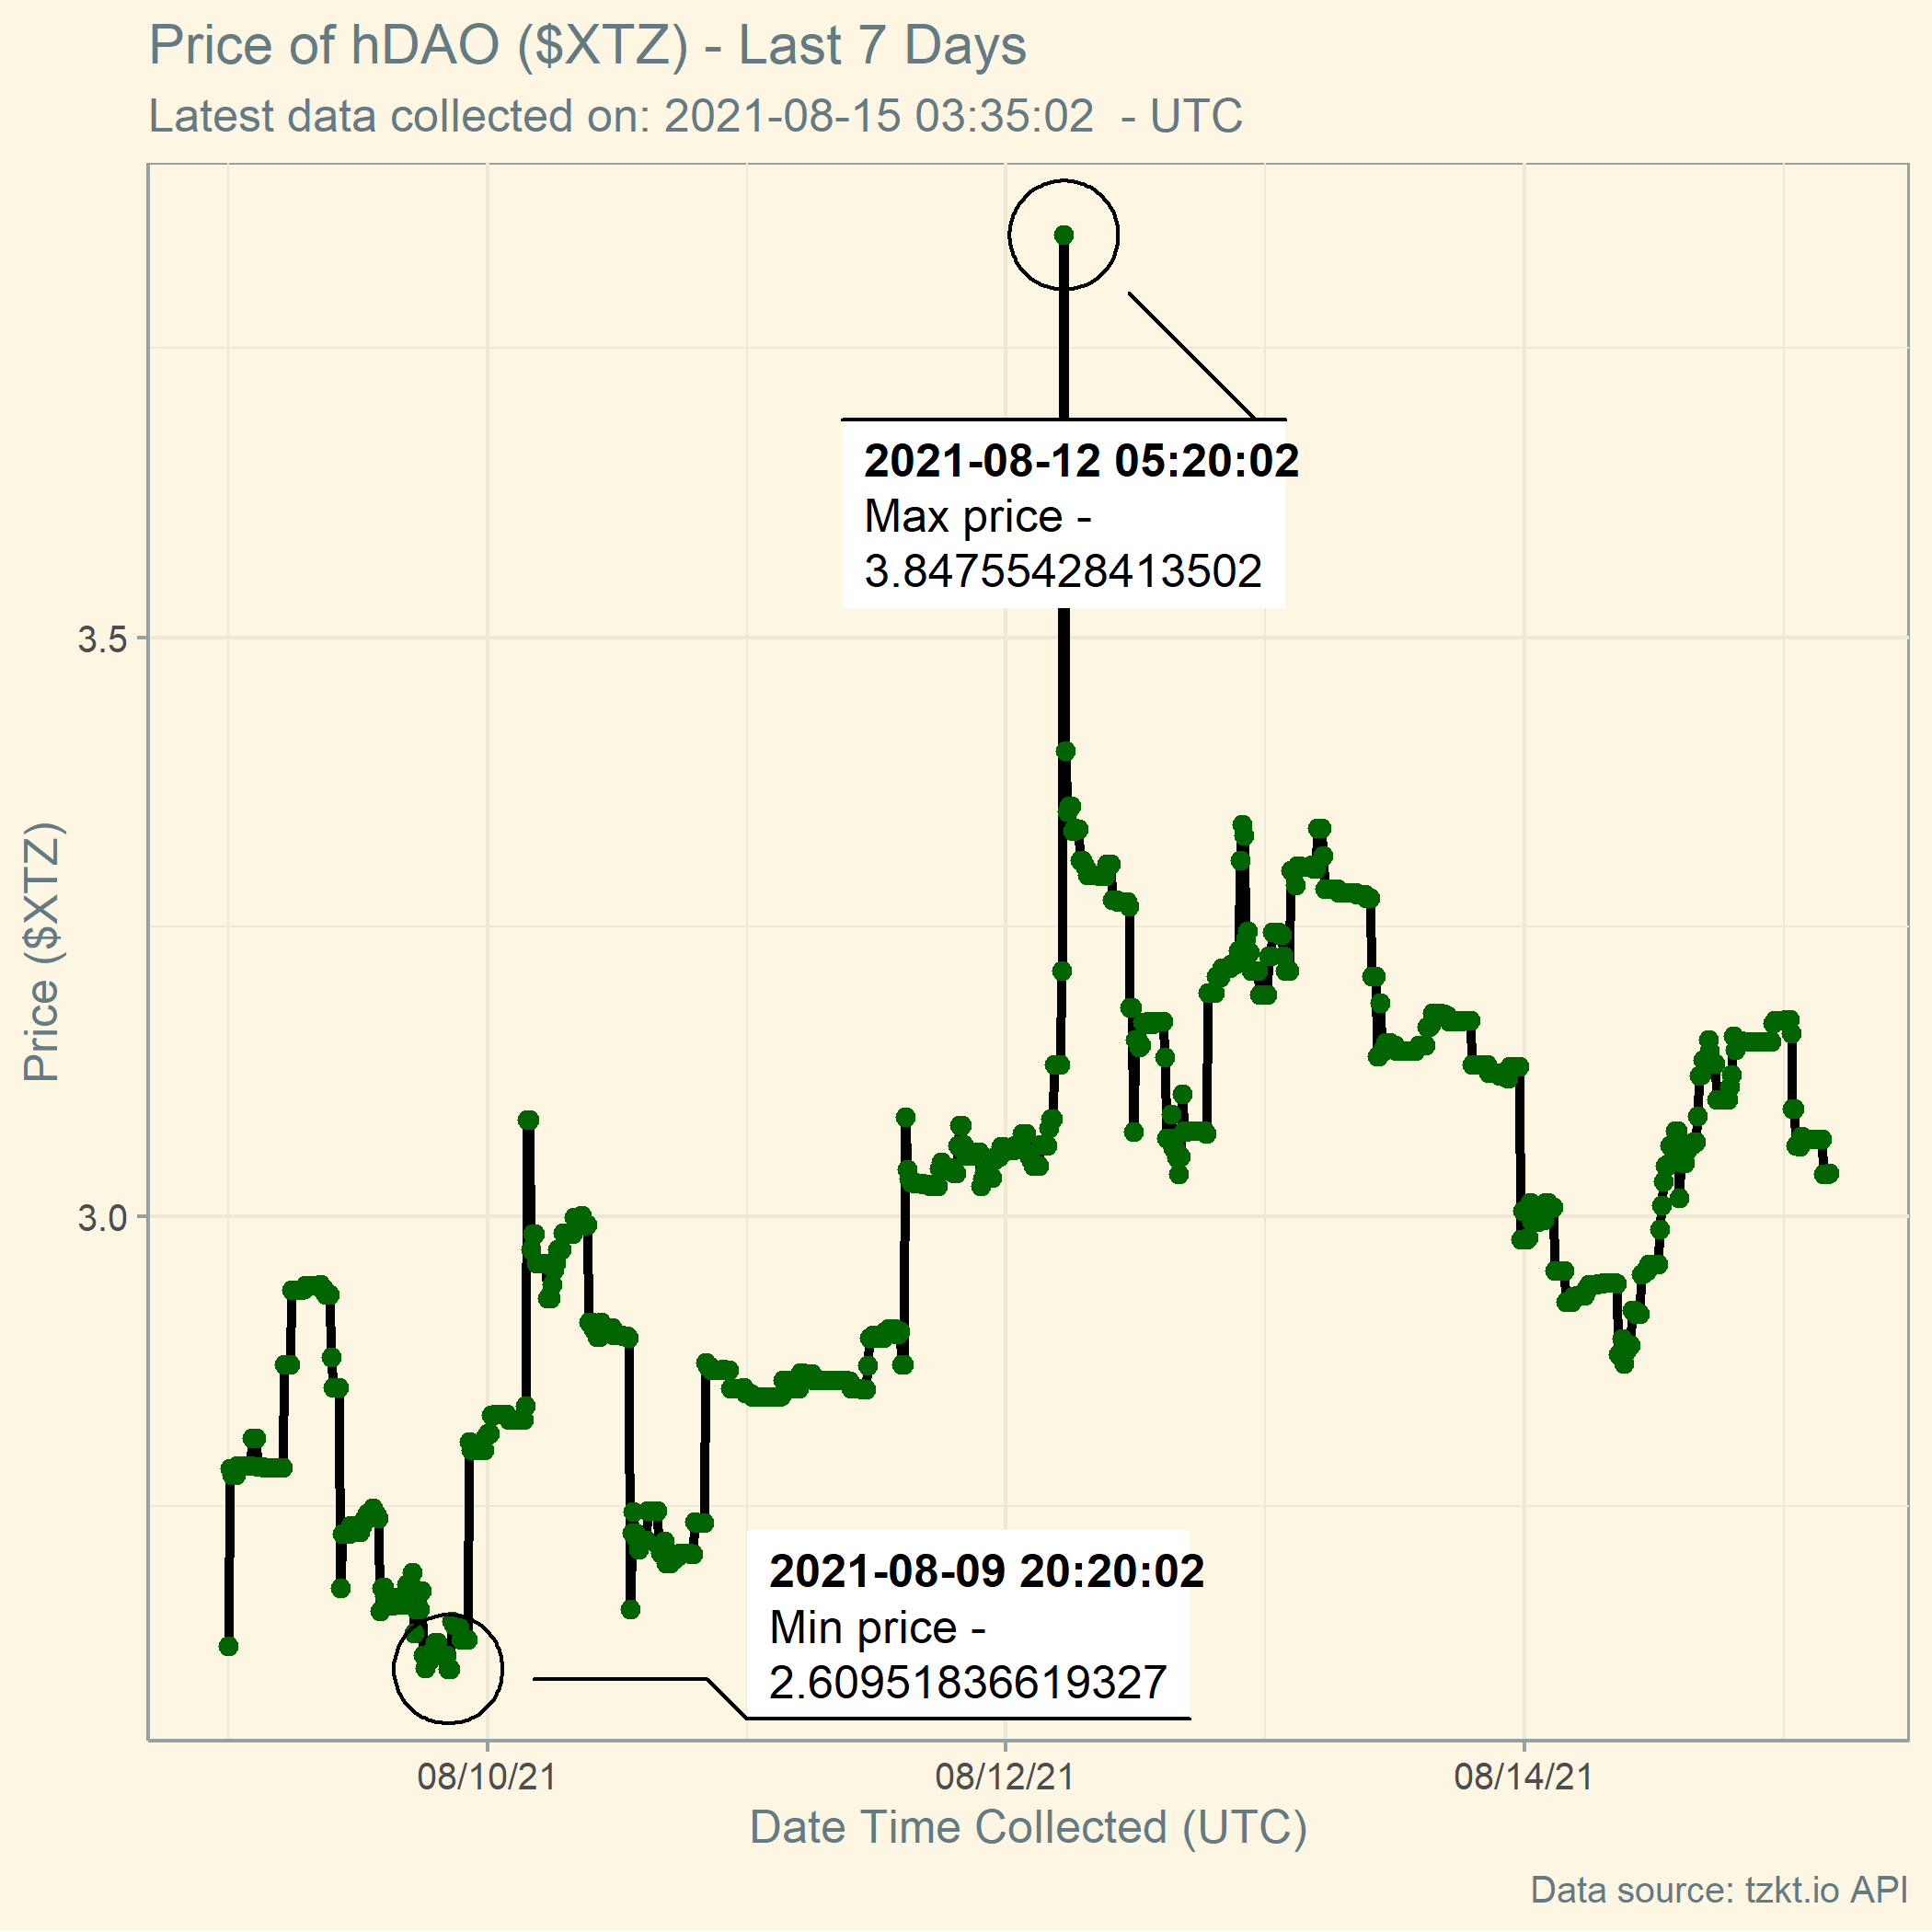 Price of hDAO ($XTZ) - Last 7 Days
Latest data collected on: 2021-08-15 03:35:02  - UTC
2021-08-12 05:20:02
Max price -
3.84755428413502
3.5
Price ($XTZ)
3.0
2021-08-09 20:20:02
Min price -
2.60951836619327
08/10/21
08/12/21
08/14/21
Date Time Collected (UTC)
Data source: tzkt.io API